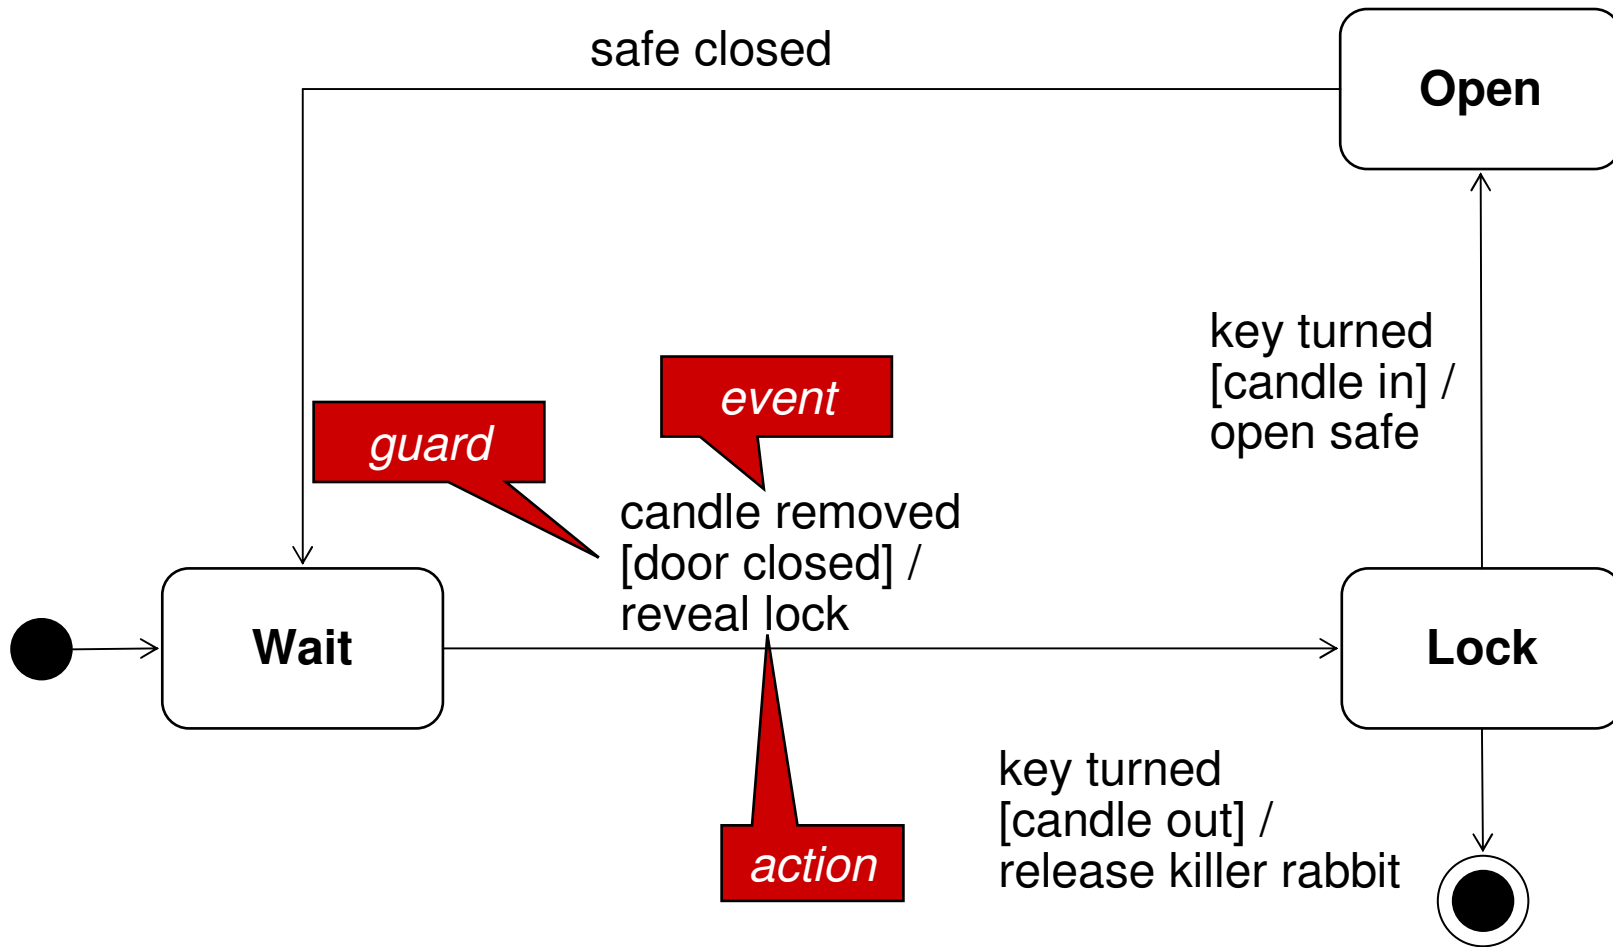 safe closed
Open
key turned
[candle in] /
open safe
event
guard
candle removed
[door closed] /
reveal lock
Wait
Lock
key turned
[candle out] /
release killer rabbit
action